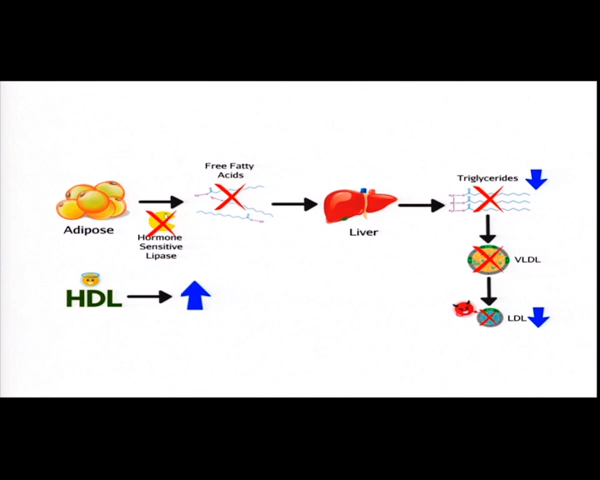 Free Fatty
Acids
Triglycerides
Adipose
Hormone
Sensitive
Lipase
Liver
VLDL
HDL
LDL